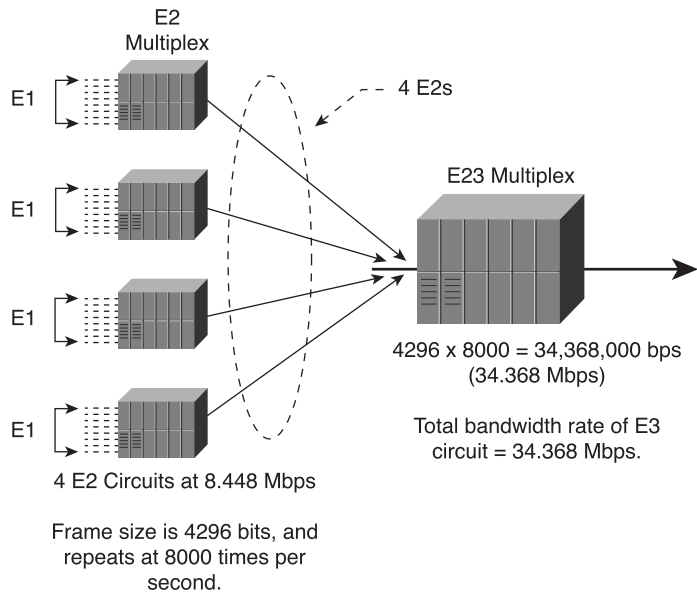 E2
Multiplex
E1
4 E2s
E1
E23 Multiplex
E1
4296 x 8000 = 34,368,000 bps
(34.368 Mbps)
E1
Total bandwidth rate of E3
circuit = 34.368 Mbps.
4 E2 Circuits at 8.448 Mbps
Frame size is 4296 bits, and
repeats at 8000 times per
second.